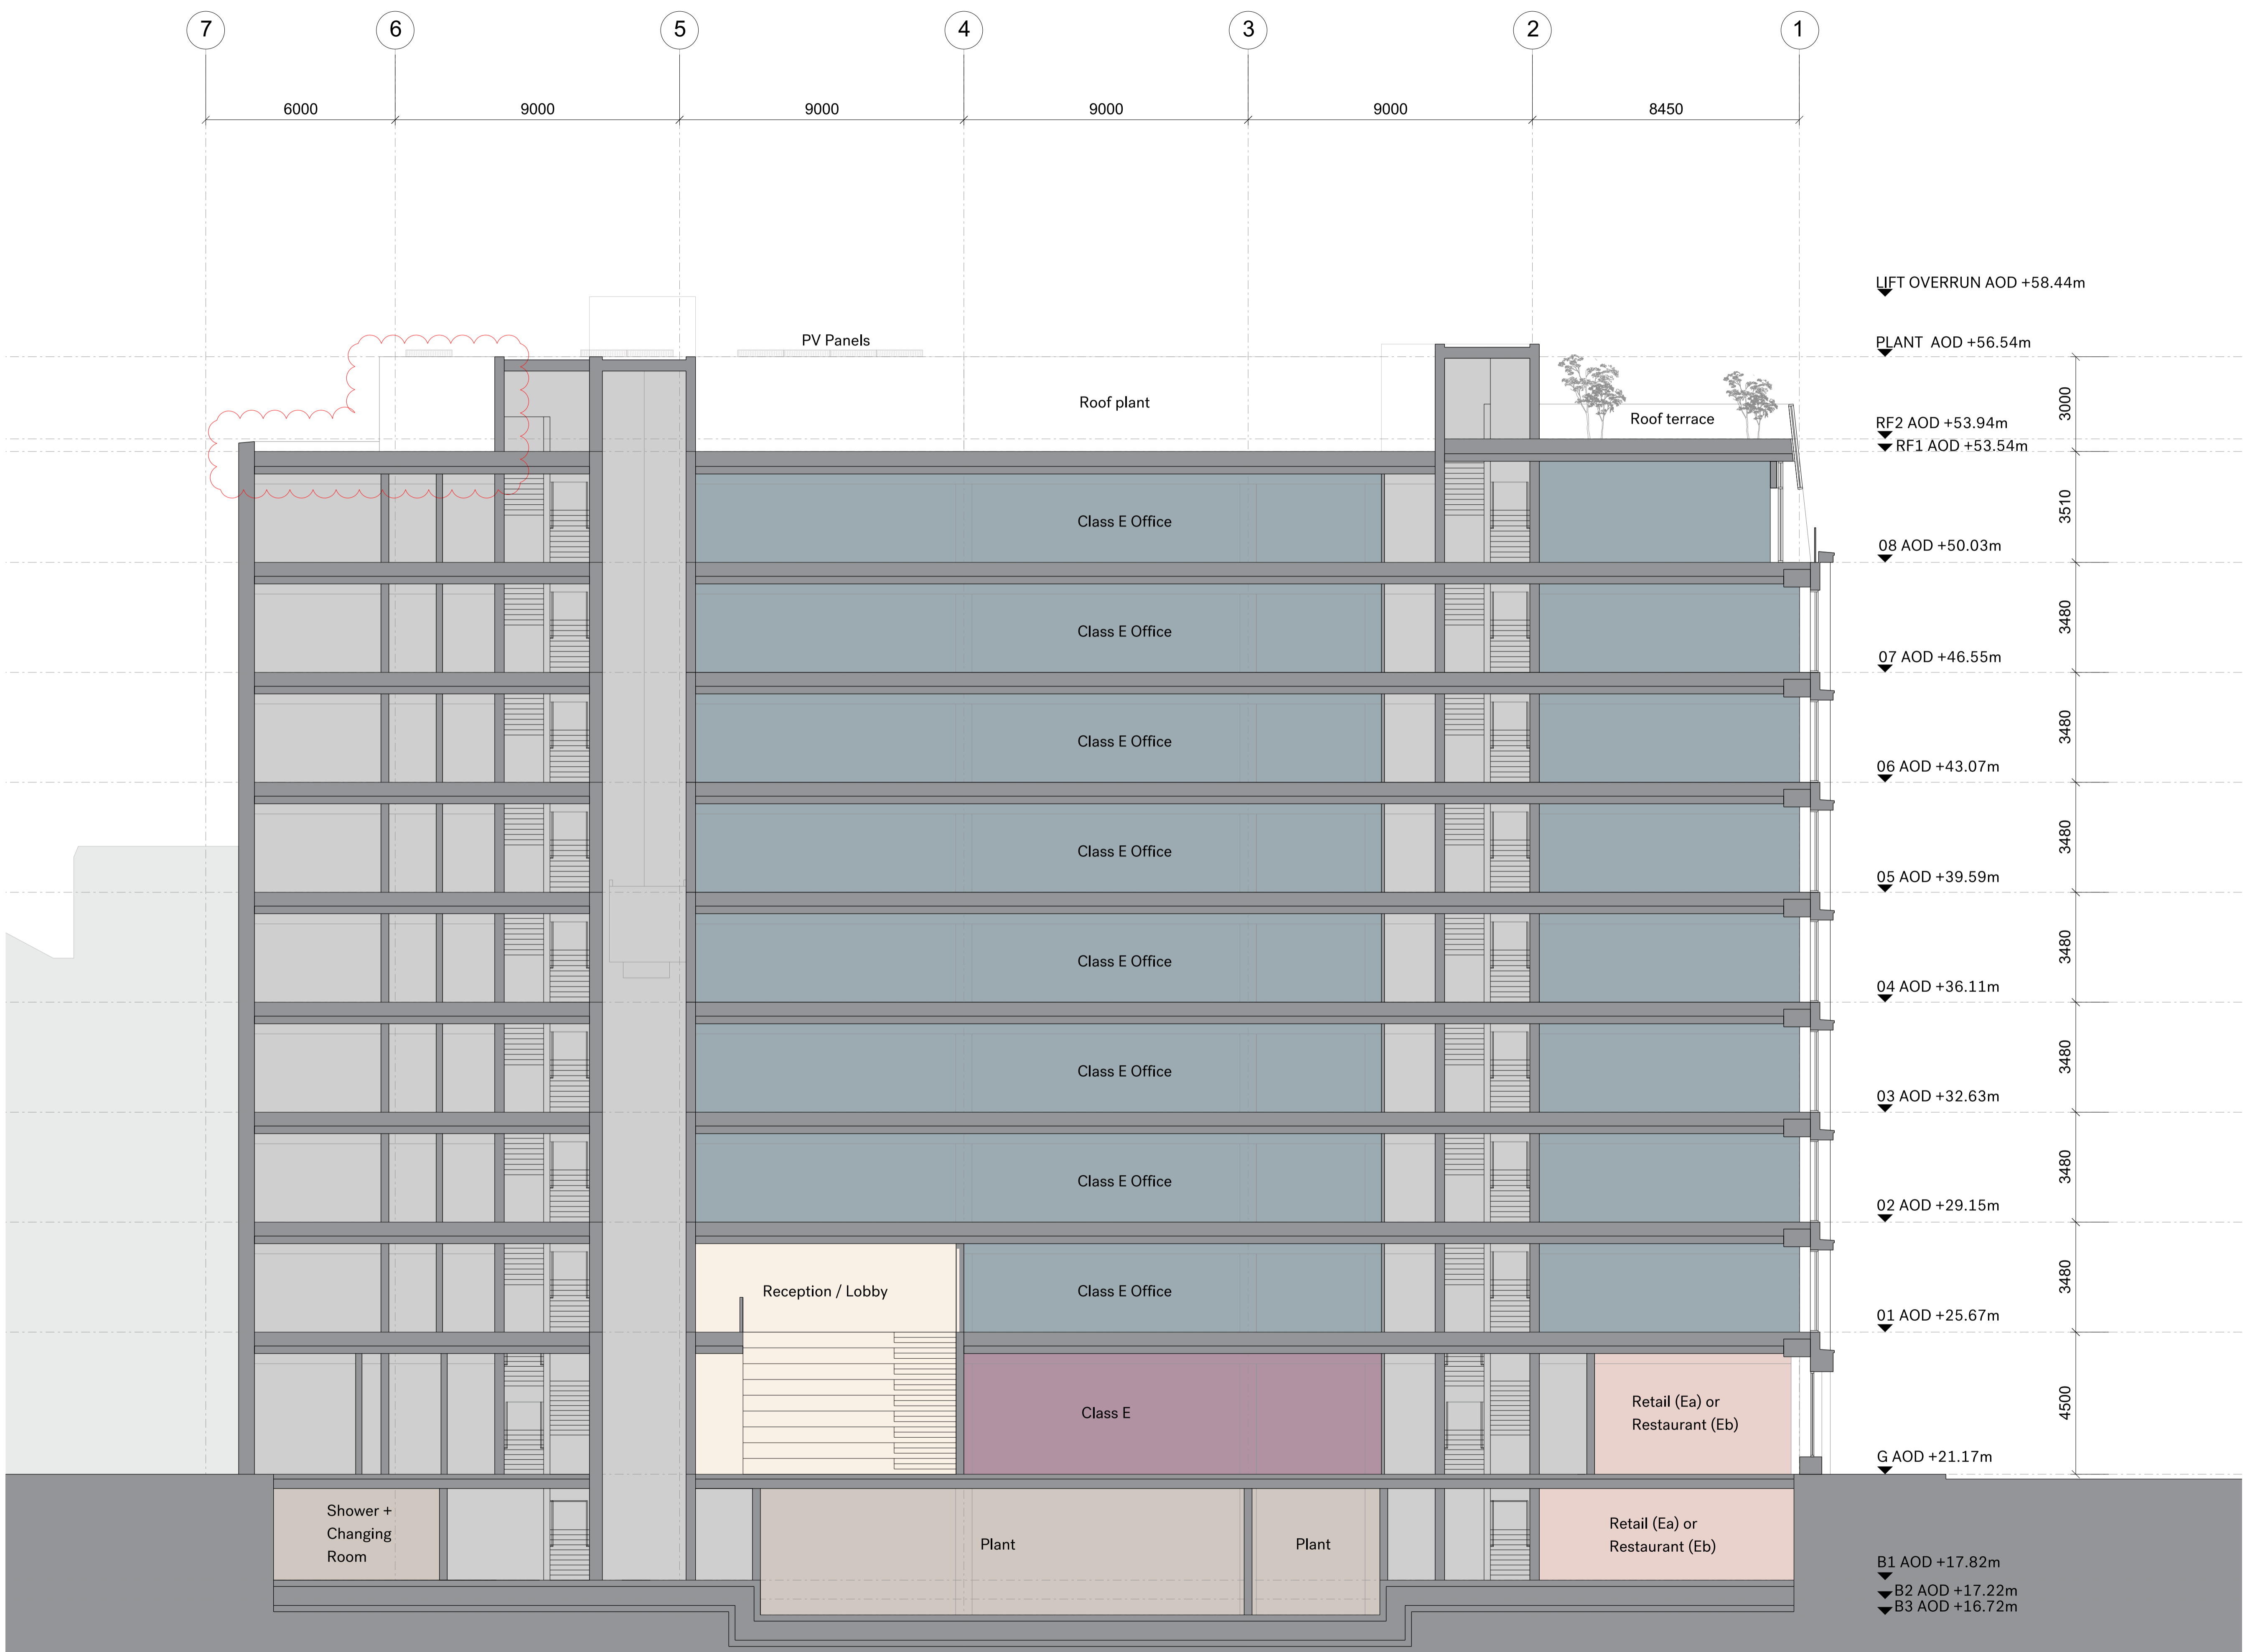 7 6 5 4 3 2 1
6000 9000 9000 9000 9000 8450
LIFT OVERRUN AOD +58.44m
PV Panels
PLANT AOD +56.54m
Roof plant
3000
Roof terrace
RF2 AOD +53.94m
RF1 AOD +53.54m
Class E Office
3510
08 AOD +50.03m
Class E Office
3480
07 AOD +46.55m
Class E Office
3480
06 AOD +43.07m
Class E Office
3480
05 AOD +39.59m
Class E Office
3480
04 AOD +36.11m
Class E Office
3480
03 AOD +32.63m
Class E Office
3480
02 AOD +29.15m
Reception / Lobby
Class E Office
3480
01 AOD +25.67m
Class E
Retail (Ea) or
Restaurant (Eb)
4500
G AOD +21.17m
Shower +
Changing
Room
Plant
Plant
Retail (Ea) or
Restaurant (Eb)
B1 AOD +17.82m
B2 AOD +17.22m
B3 AOD +16.72m